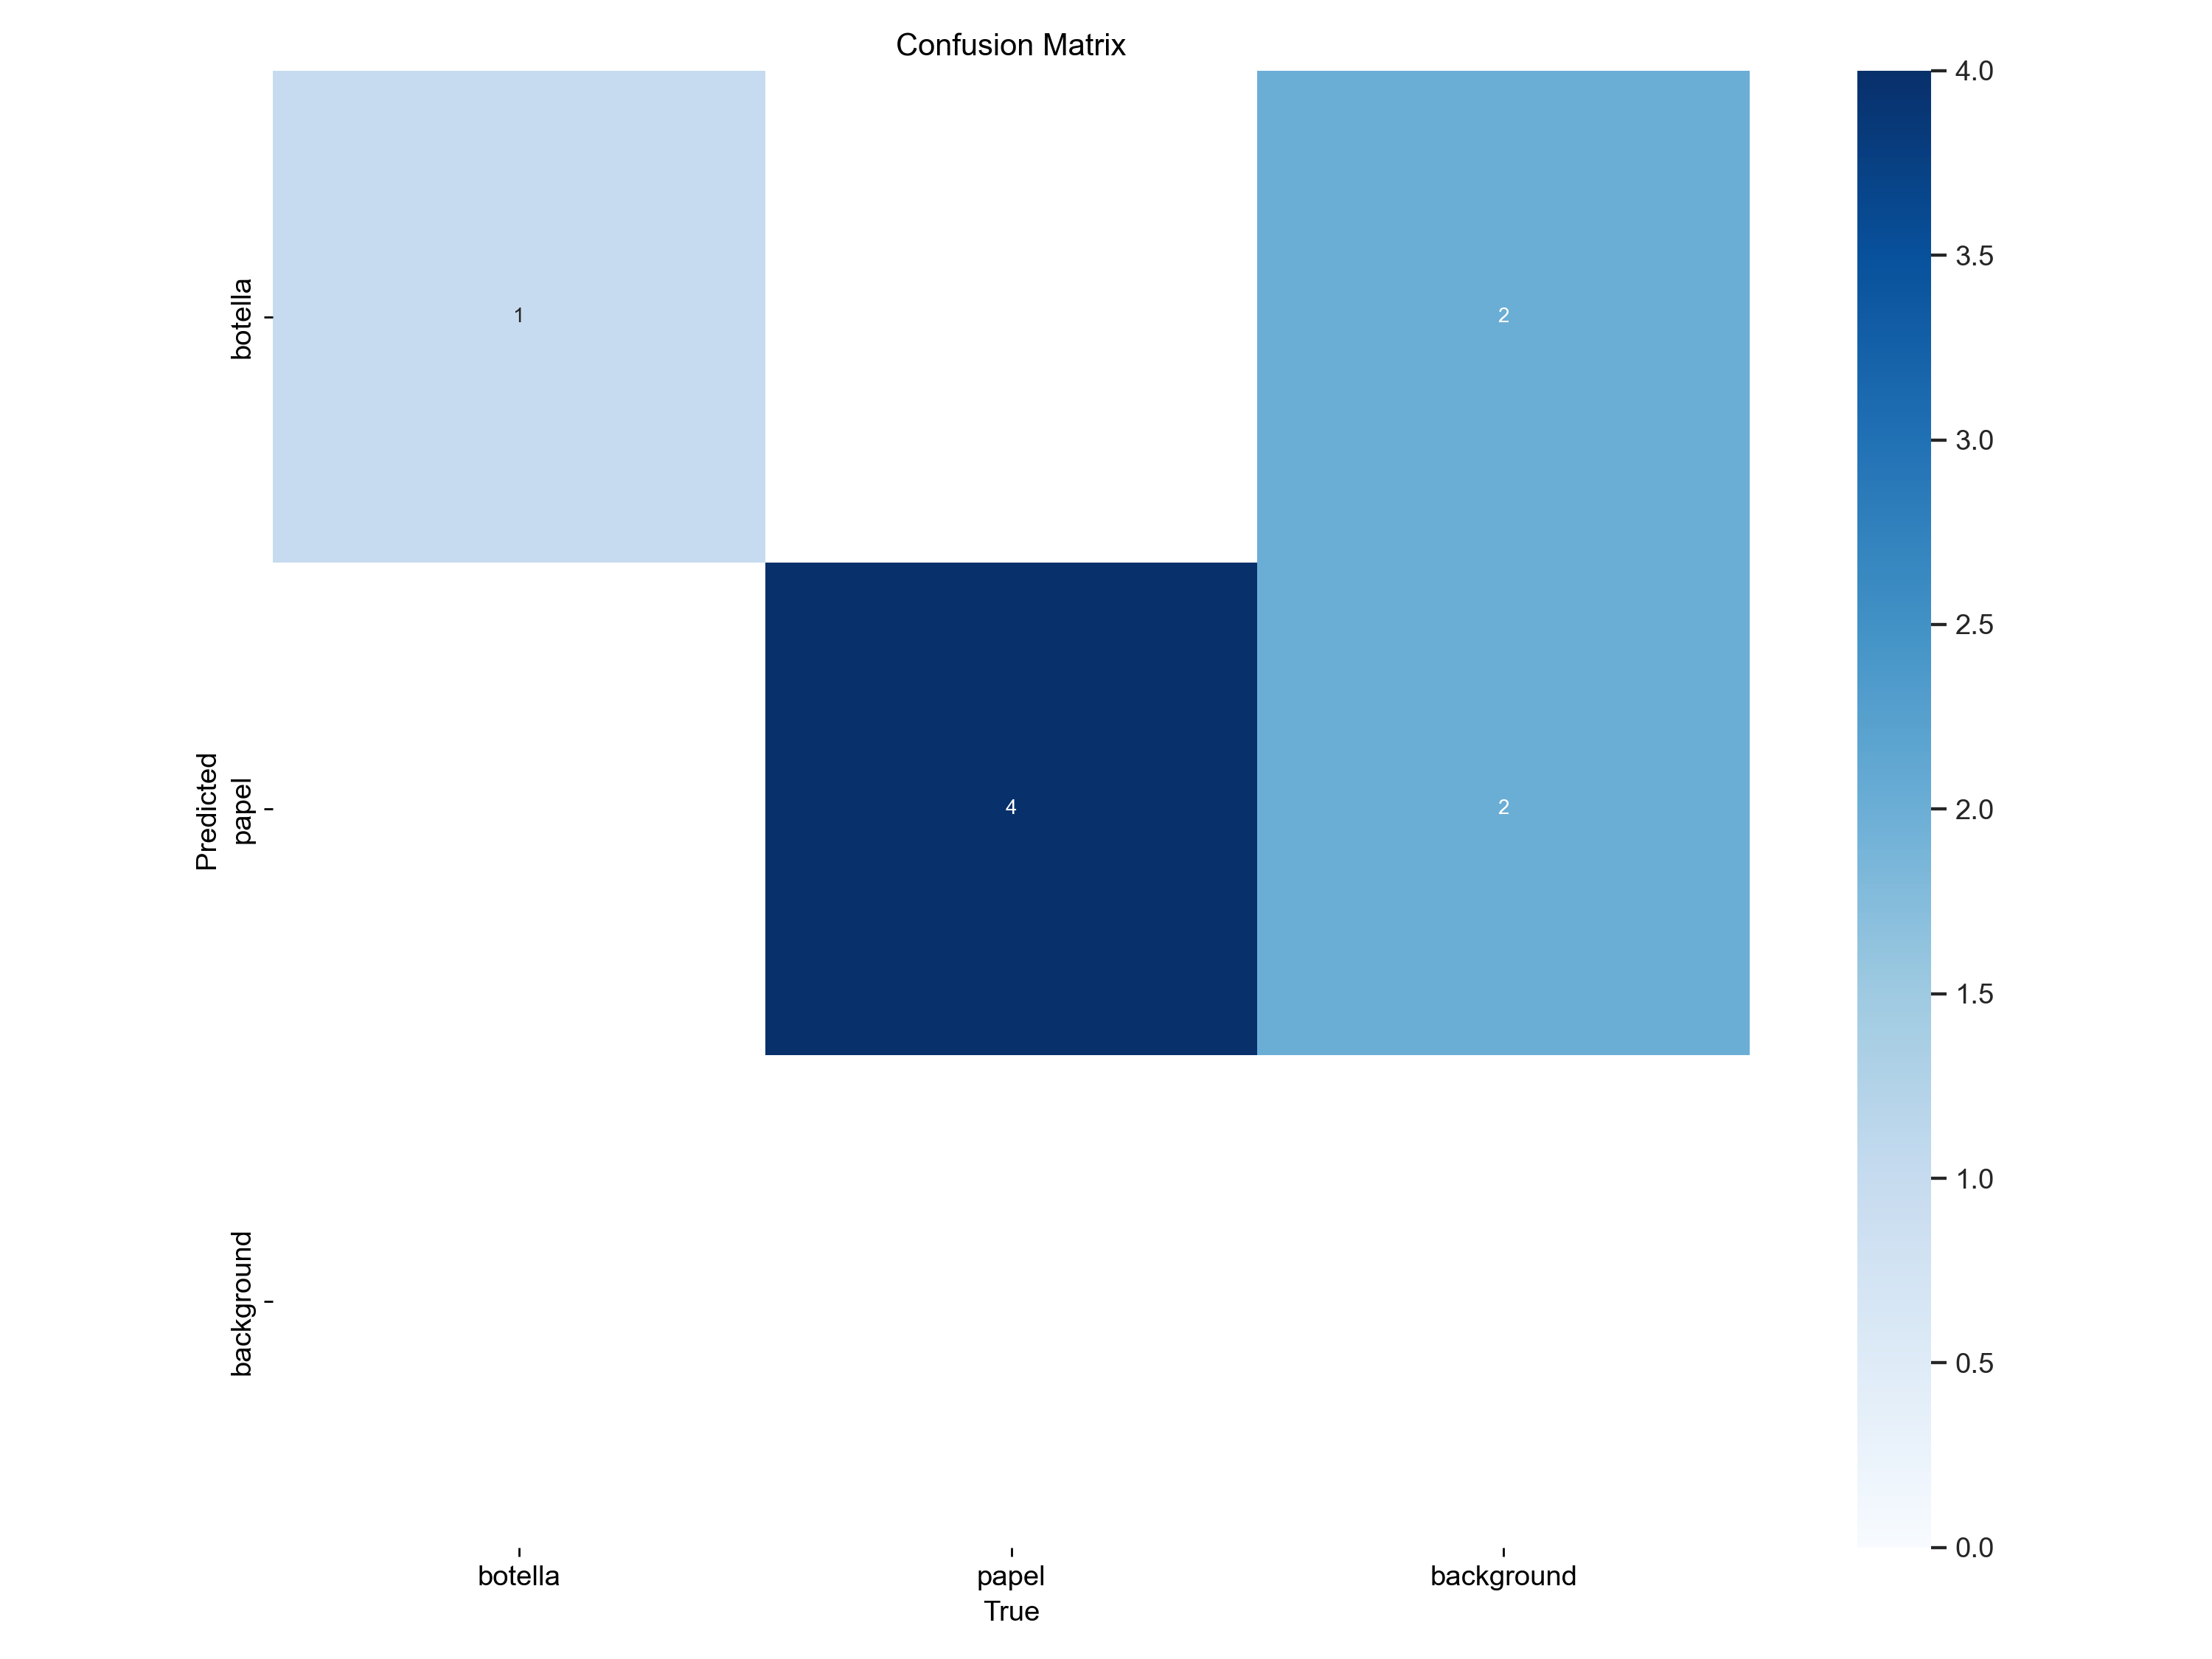 Confusion Matrix
botella
papel
background
Predicted
1
2
4
2
botella
papel
background
True
4.0
3.5
3.0
2.5
2.0
1.5
1.0
0.5
0.0